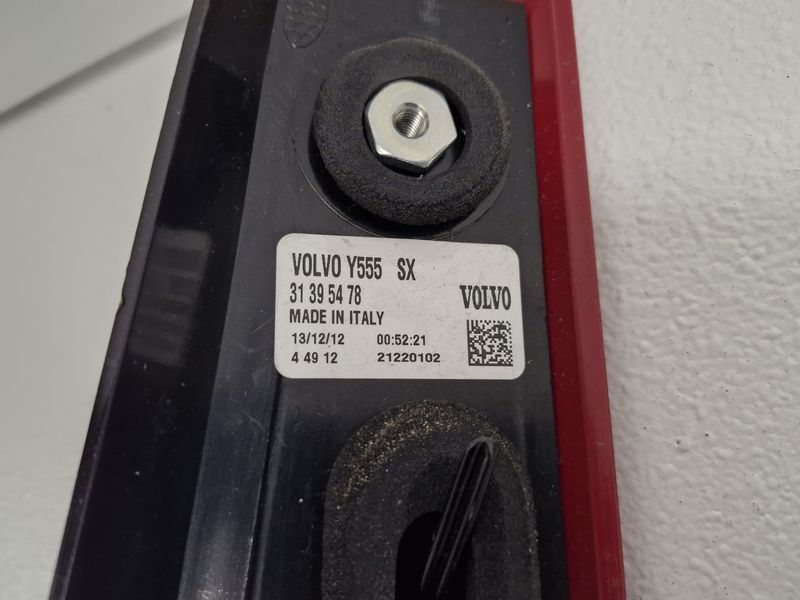 VOLVO Y555 SX
31 39 54 78
VOLVO
MADE IN ITALY
13/12/12 00:52:21
4 49 12 21220102